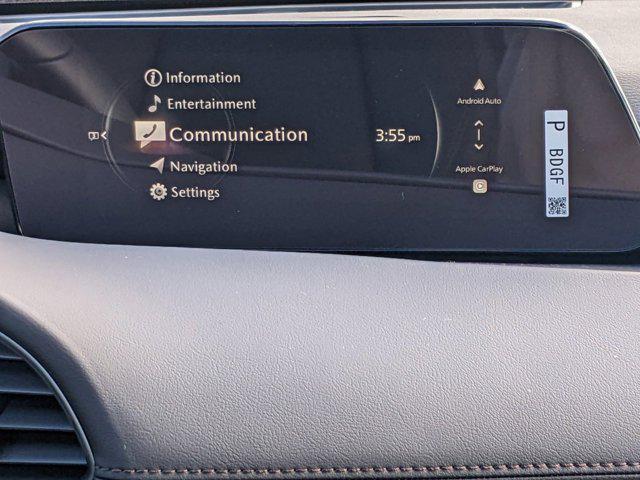 Information
Entertainment
Communication
Navigation
Settings
3:55 pm
Android Auto
Apple CarPlay
P BDGF